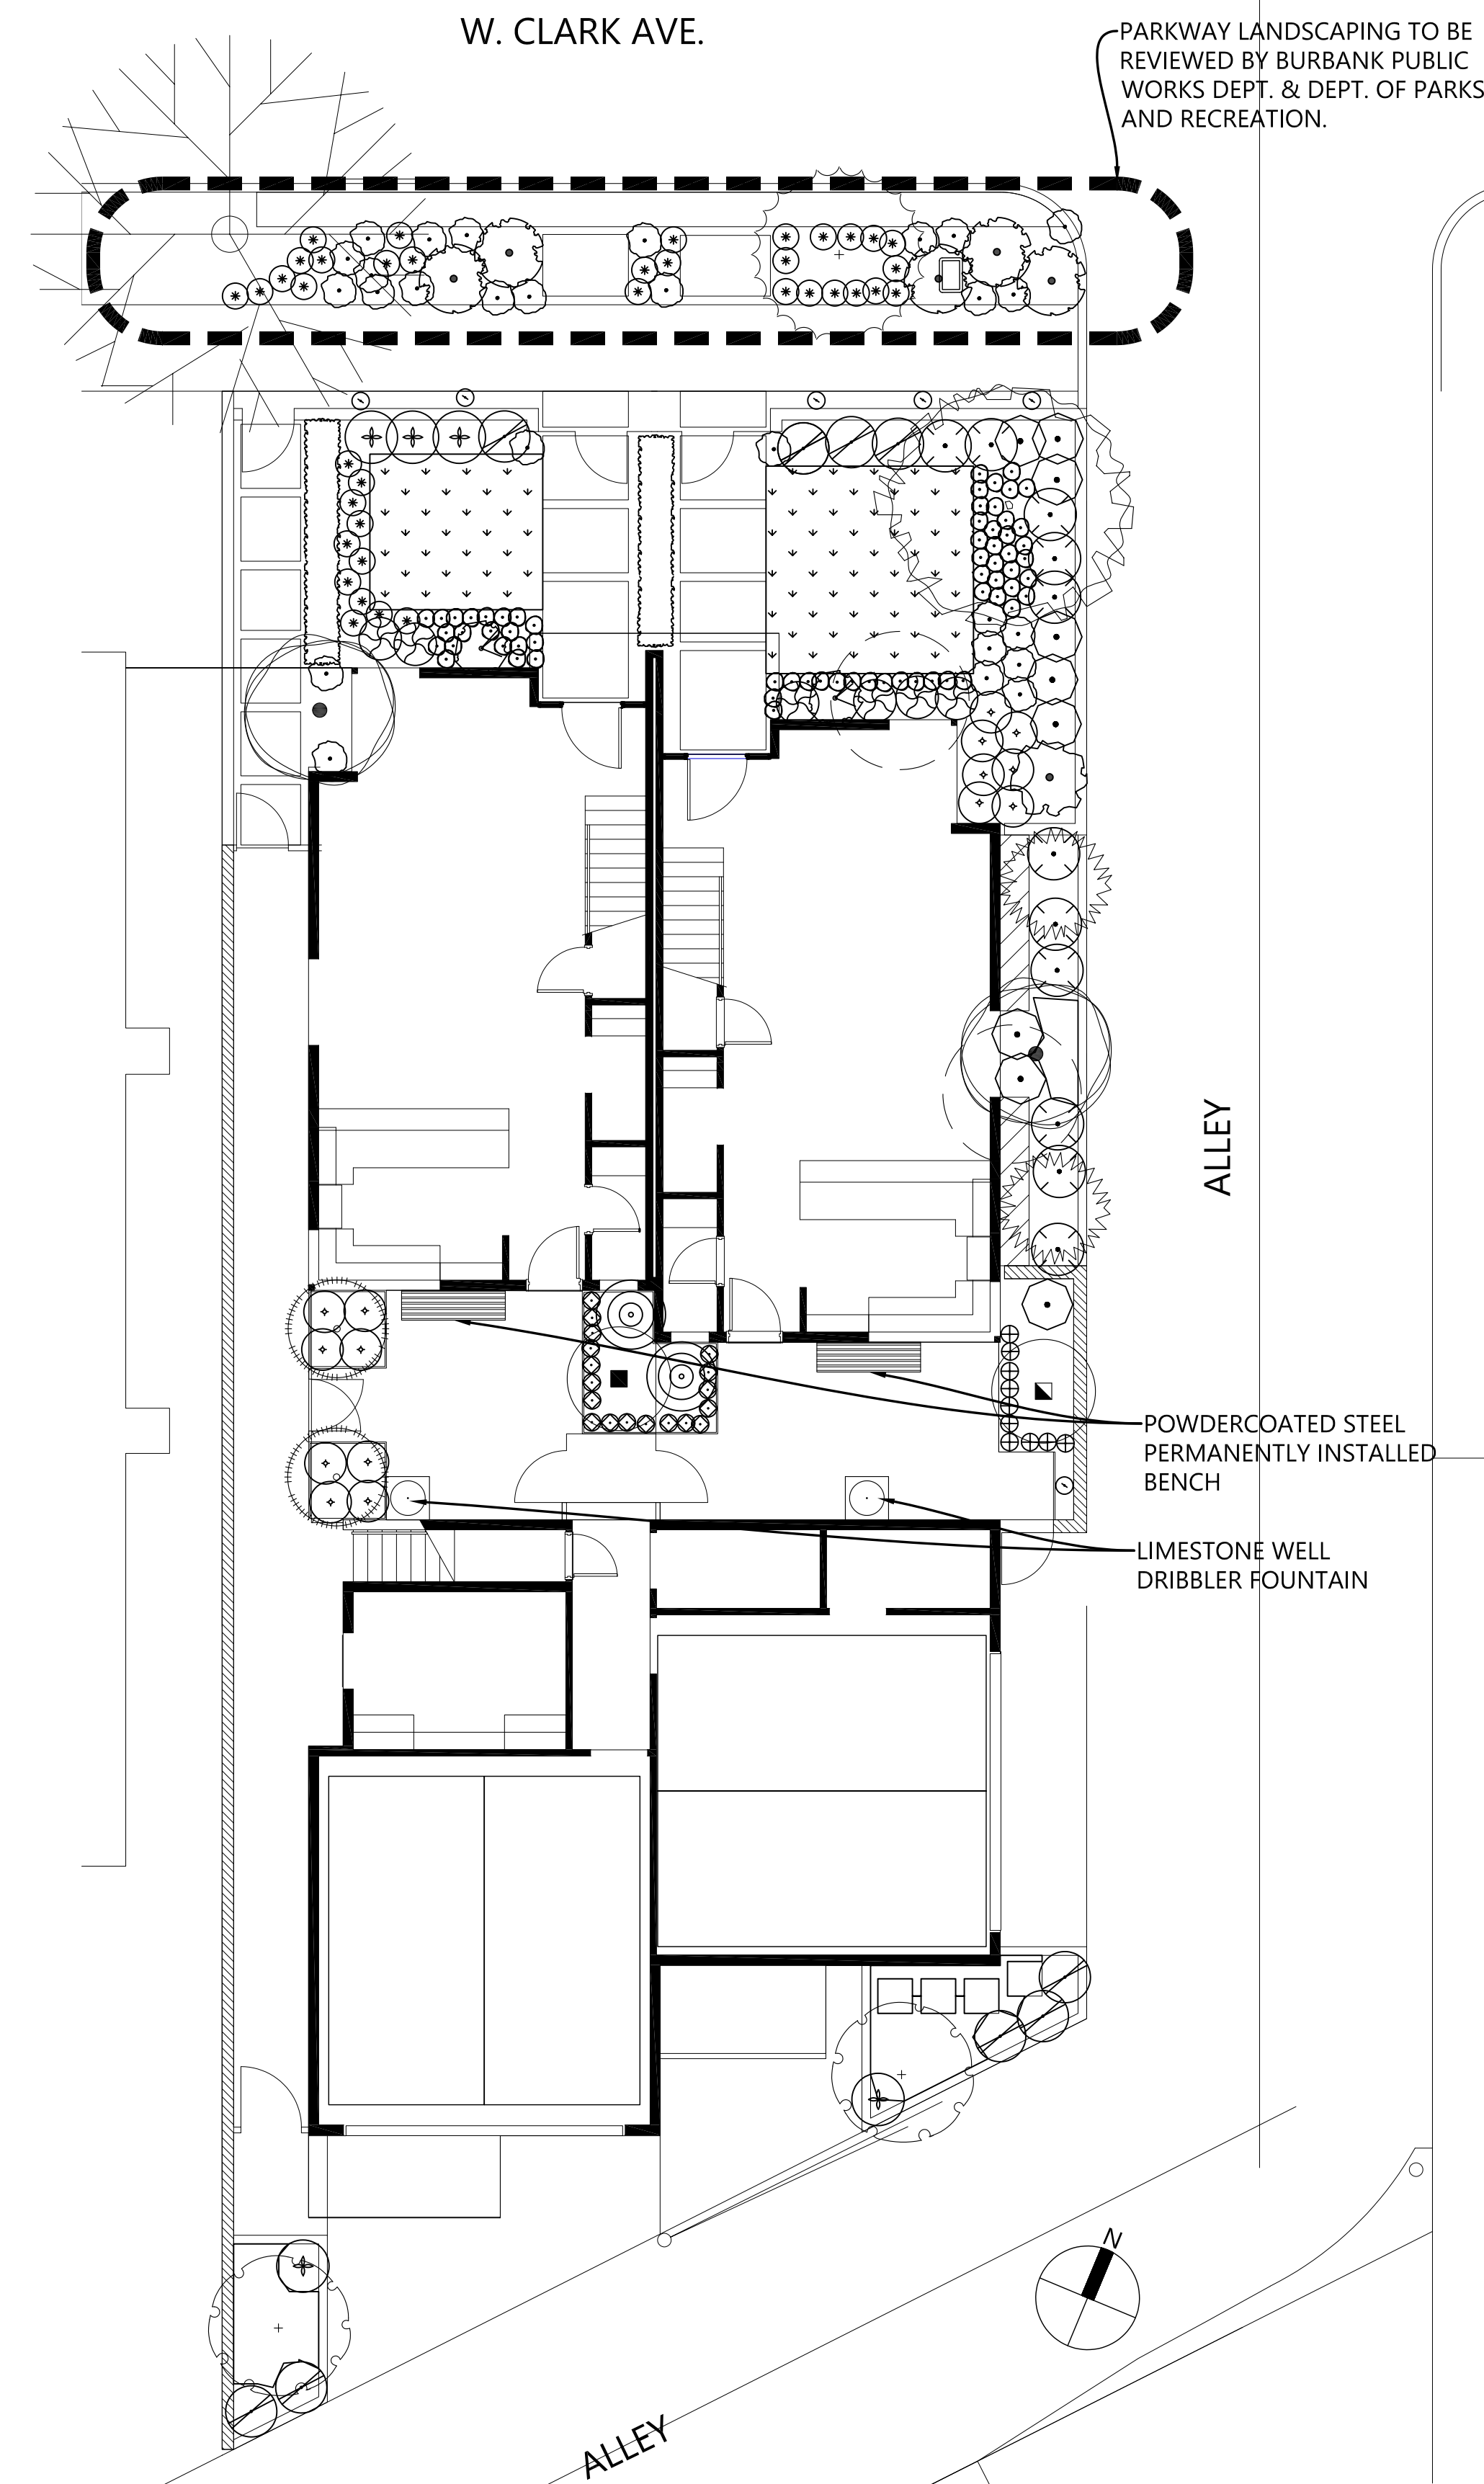 W. CLARK AVE.
PARKWAY LANDSCAPING TO BE
REVIEWED BY BURBANK PUBLIC
WORKS DEPT. & DEPT. OF PARKS
AND RECREATION.
ALLEY
POWDERCOATED STEEL
PERMANENTLY INSTALLED
BENCH
LIMESTONE WELL
DRIBBLER FOUNTAIN
N
ALLEY